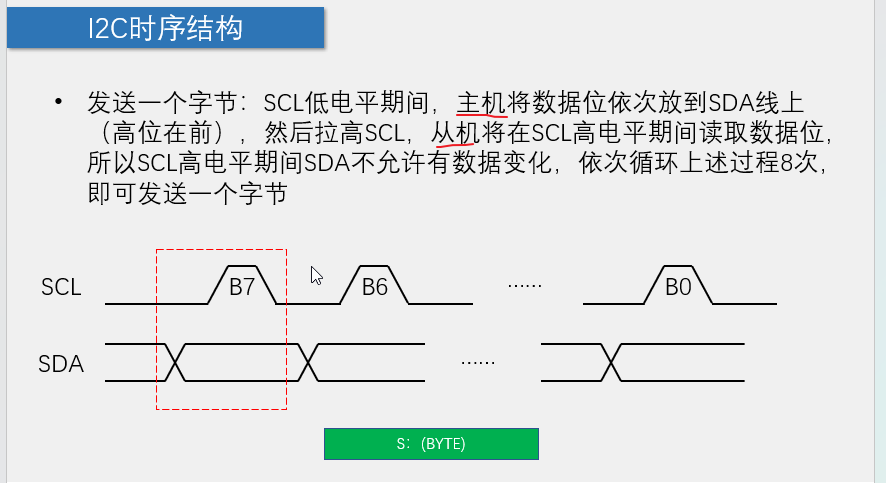 I2C时序结构
• 发送一个字节：SCL低电平期间，主机将数据位依次放到SDA线上
（高位在前），然后拉高SCL，从机将在SCL高电平期间读取数据位，
所以SCL高电平期间SDA不允许有数据变化，依次循环上述过程8次，
即可发送一个字节
SCL B7 B6 …… B0
SDA ……
S:（BYTE）